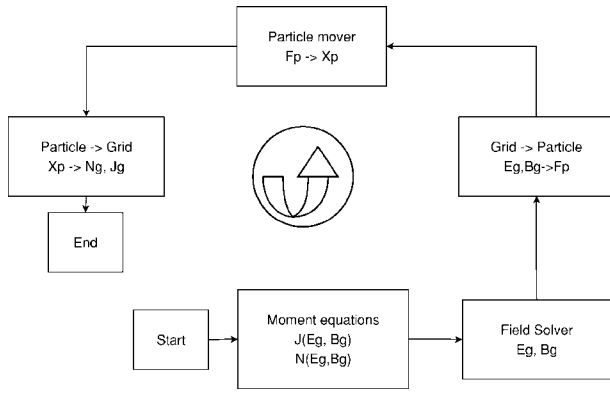 Particle mover
Fp -> Xp
Particle -> Grid
Xp -> Ng, Jg
Grid -> Particle
Eg,Bg->Fp
End
Start
Moment equations
J(Eg, Bg)
N(Eg,Bg)
Field Solver
Eg, Bg